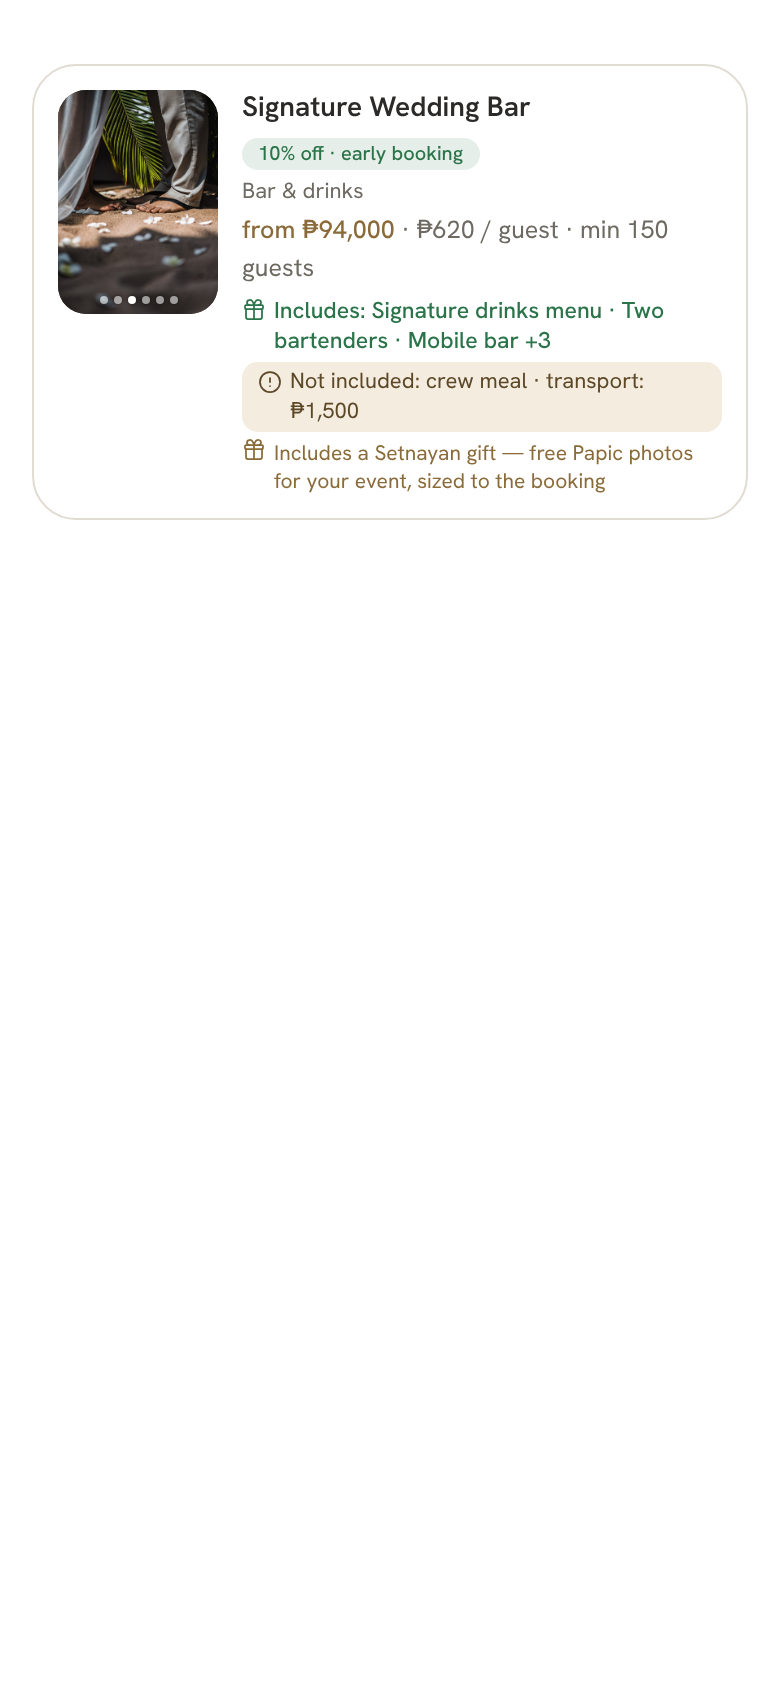 Signature Wedding Bar
10% off · early booking
Bar & drinks
from ₱94,000 · ₱620 / guest · min 150
guests
Includes: Signature drinks menu · Two
bartenders · Mobile bar +3
Not included: crew meal · transport:
₱1,500
Includes a Setnayan gift — free Papic photos
for your event, sized to the booking